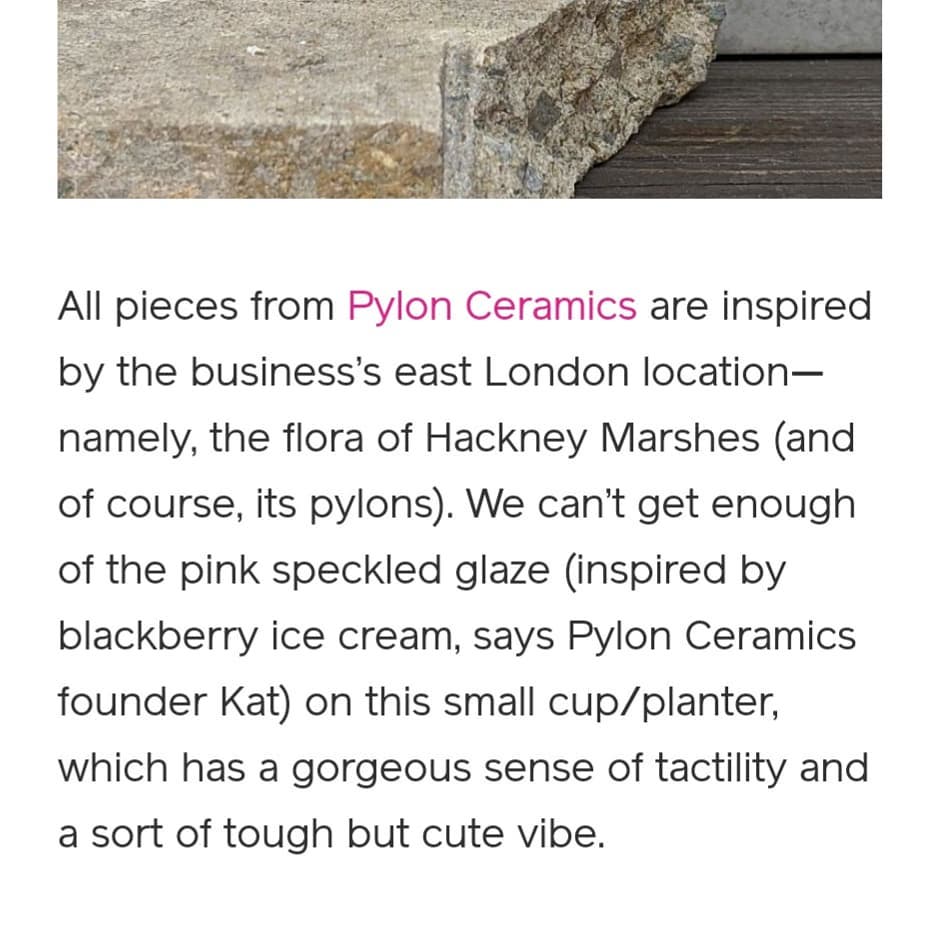 All pieces from Pylon Ceramics are inspired
by the business’s east London location—
namely, the flora of Hackney Marshes (and
of course, its pylons). We can’t get enough
of the pink speckled glaze (inspired by
blackberry ice cream, says Pylon Ceramics
founder Kat) on this small cup/planter,
which has a gorgeous sense of tactility and
a sort of tough but cute vibe.